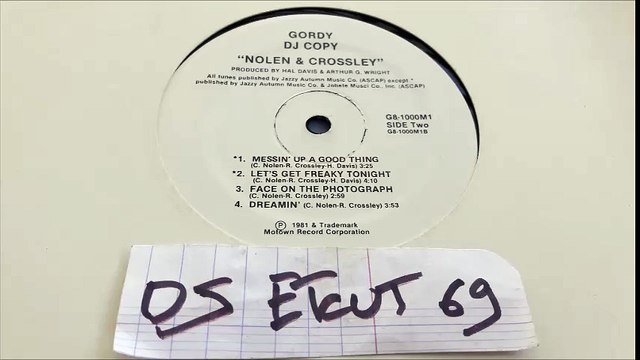 GORDY
DJ COPY
"NOLEN & CROSSLEY"
PRODUCED BY HAL DAVIS & ARTHUR G. WRIGHT
All tunes published by Jazzy Autumn Music Co. (ASCAP) except *
published by Jazzy Autumn Music Co. & Jobete Musci Co., Inc. (ASCAP)
G8-1000M1
SIDE Two
G8-1000M1B
*1. MESSIN' UP A GOOD THING
(C. Nolen-R. Crossley-H. Davis) 3:25
*2. LET'S GET FREAKY TONIGHT
(C. Nolen-R. Crossley) 4:10
3. FACE ON THE PHOTOGRAPH
(C. Nolen-R. Crossley) 2:59
4. DREAMIN' (C. Nolen-R. Crossley) 3:53
Ⓟ 1981 & Trademark
Motown Record Corporation
DS EKUT 69